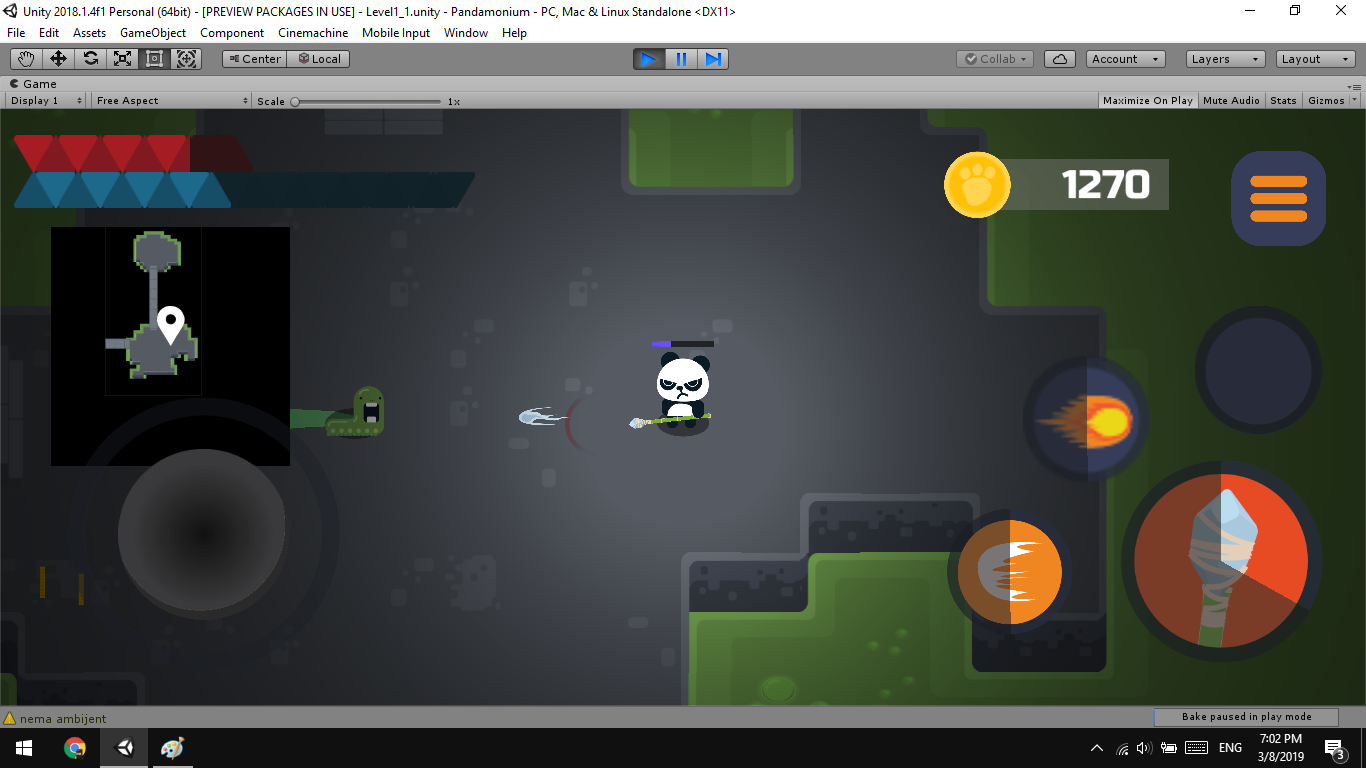 Unity 2018.1.4f1 Personal (64bit) - [PREVIEW PACKAGES IN USE] - Level1_1.unity - Pandamonium - PC, Mac & Linux Standalone <DX11>
File Edit Assets GameObject Component Cinemachine Mobile Input Window Help
Center Local Collab Account Layers Layout
Game
Display 1 Free Aspect Scale 1x Maximize On Play Mute Audio Stats Gizmos
1270
nema ambijent Bake paused in play mode
7:02 PM
ENG
3/8/2019
3